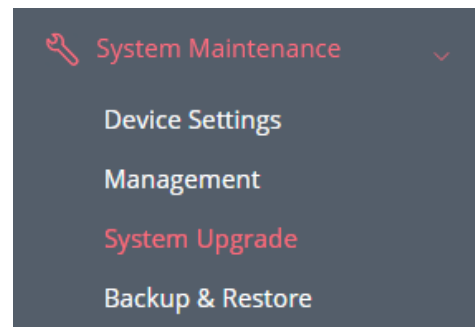 System Maintenance
Device Settings
Management
System Upgrade
Backup & Restore